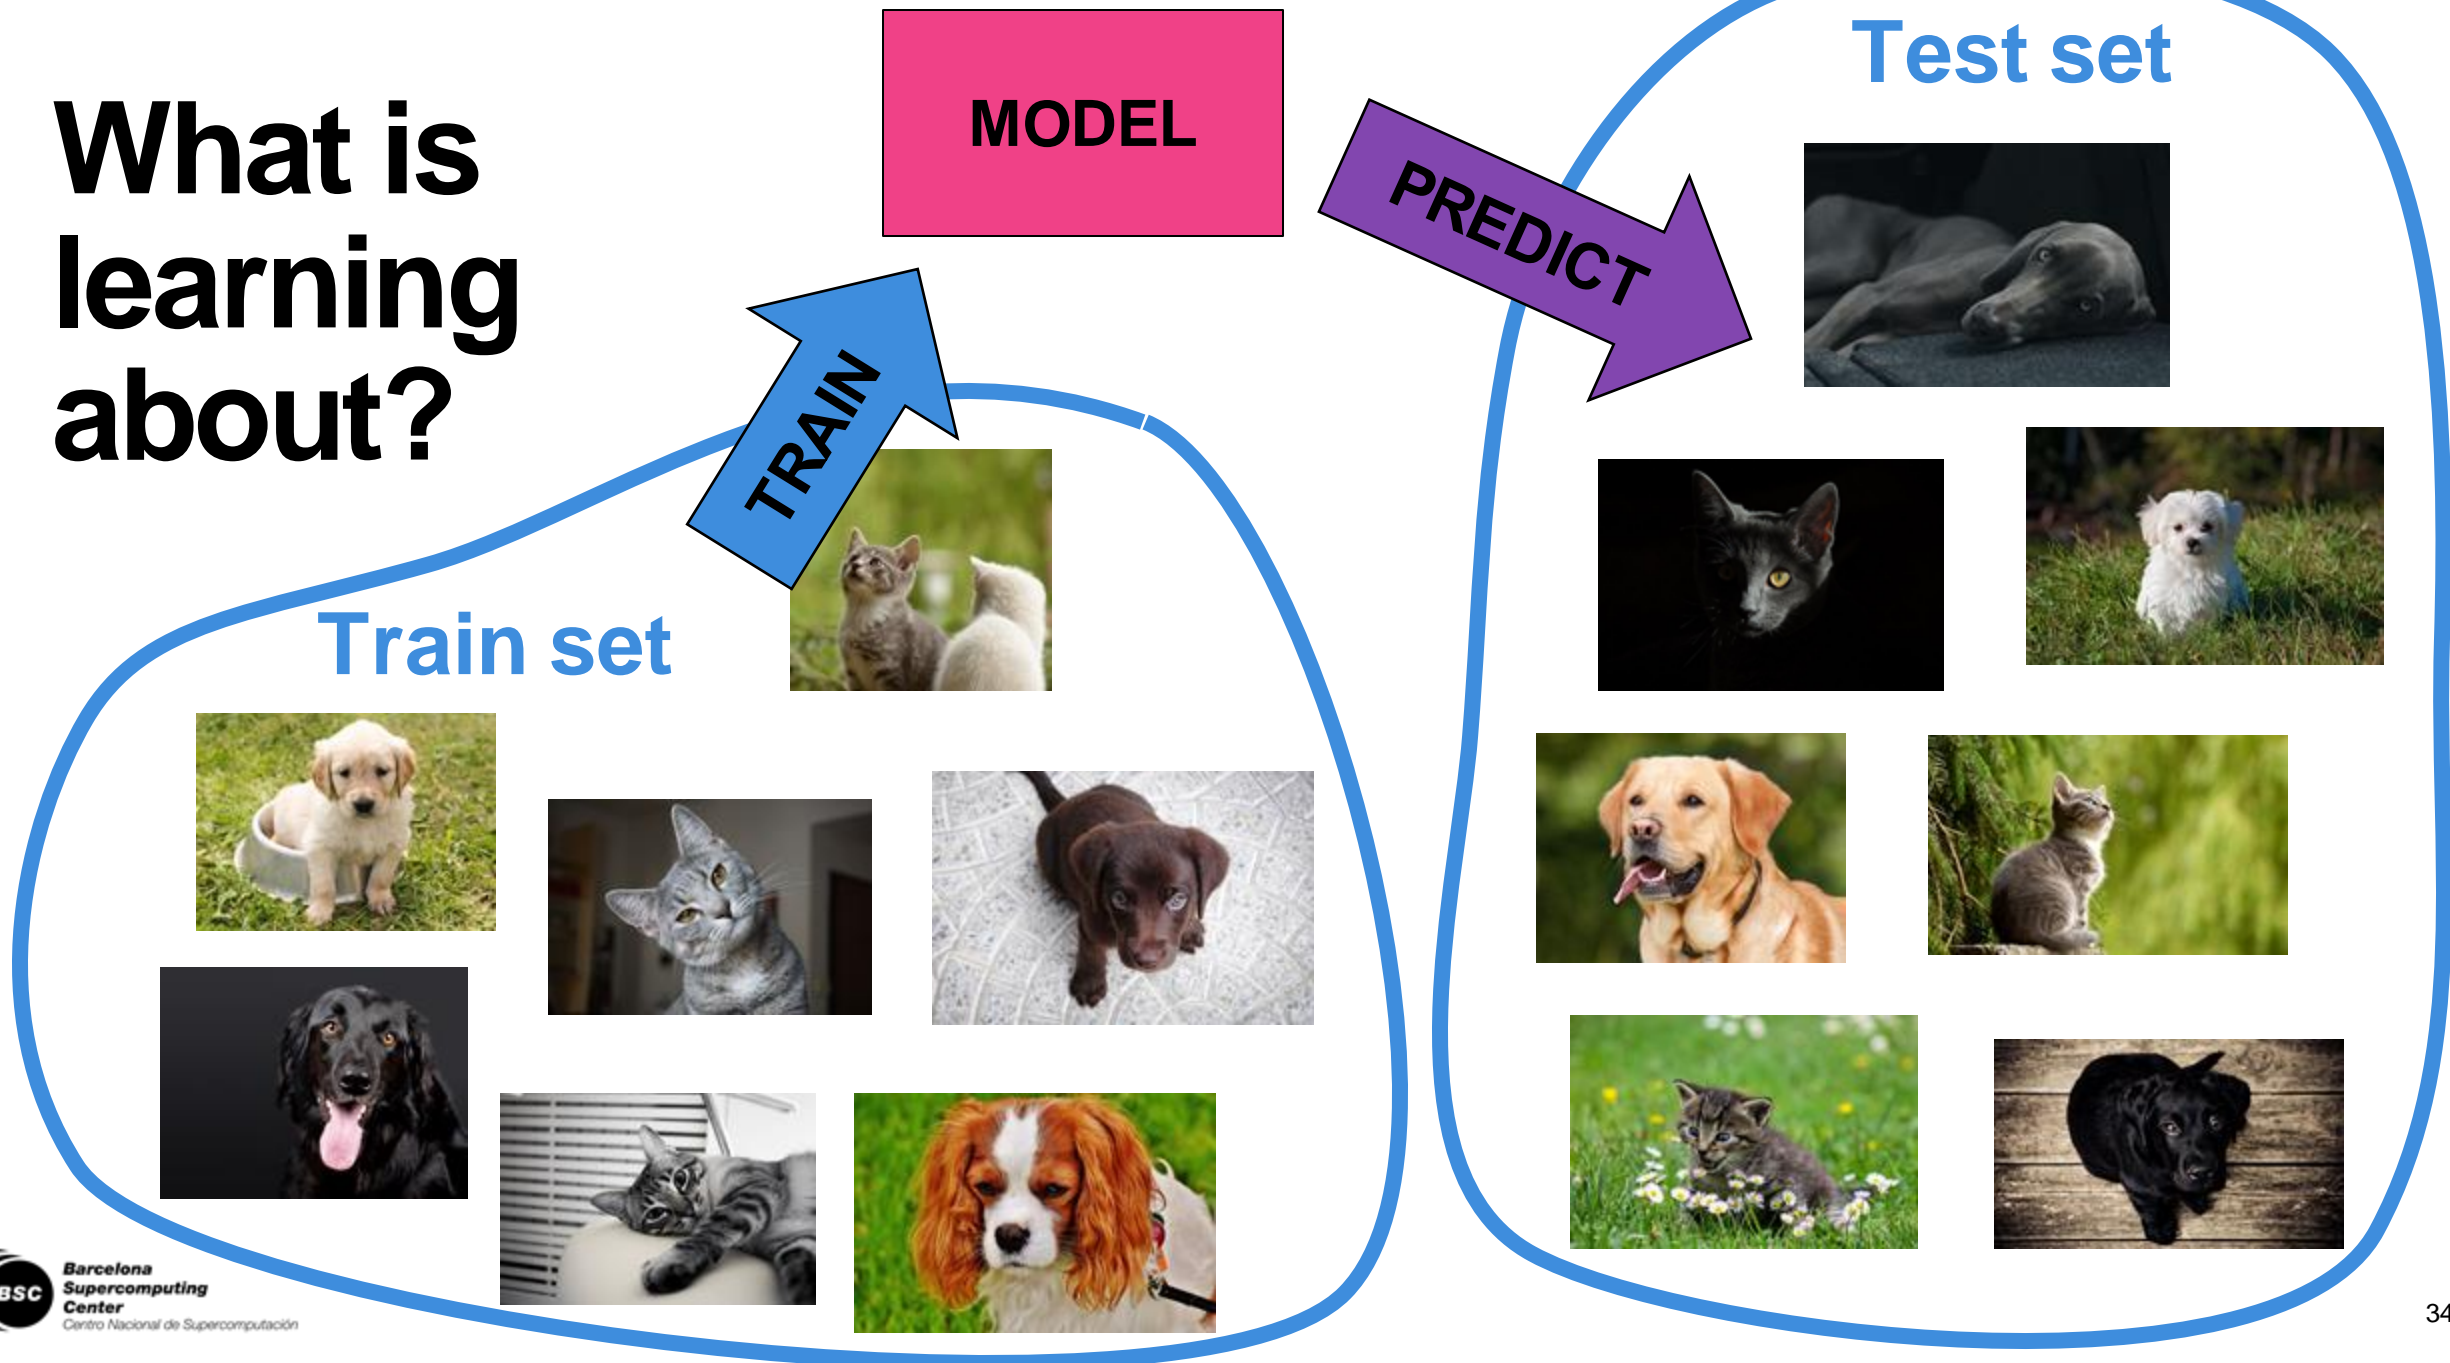 What is
learning
about?
MODEL
Test set
PREDICT
TRAIN
Train set
BSC
Barcelona
Supercomputing
Center
Centro Nacional de Supercomputación
34